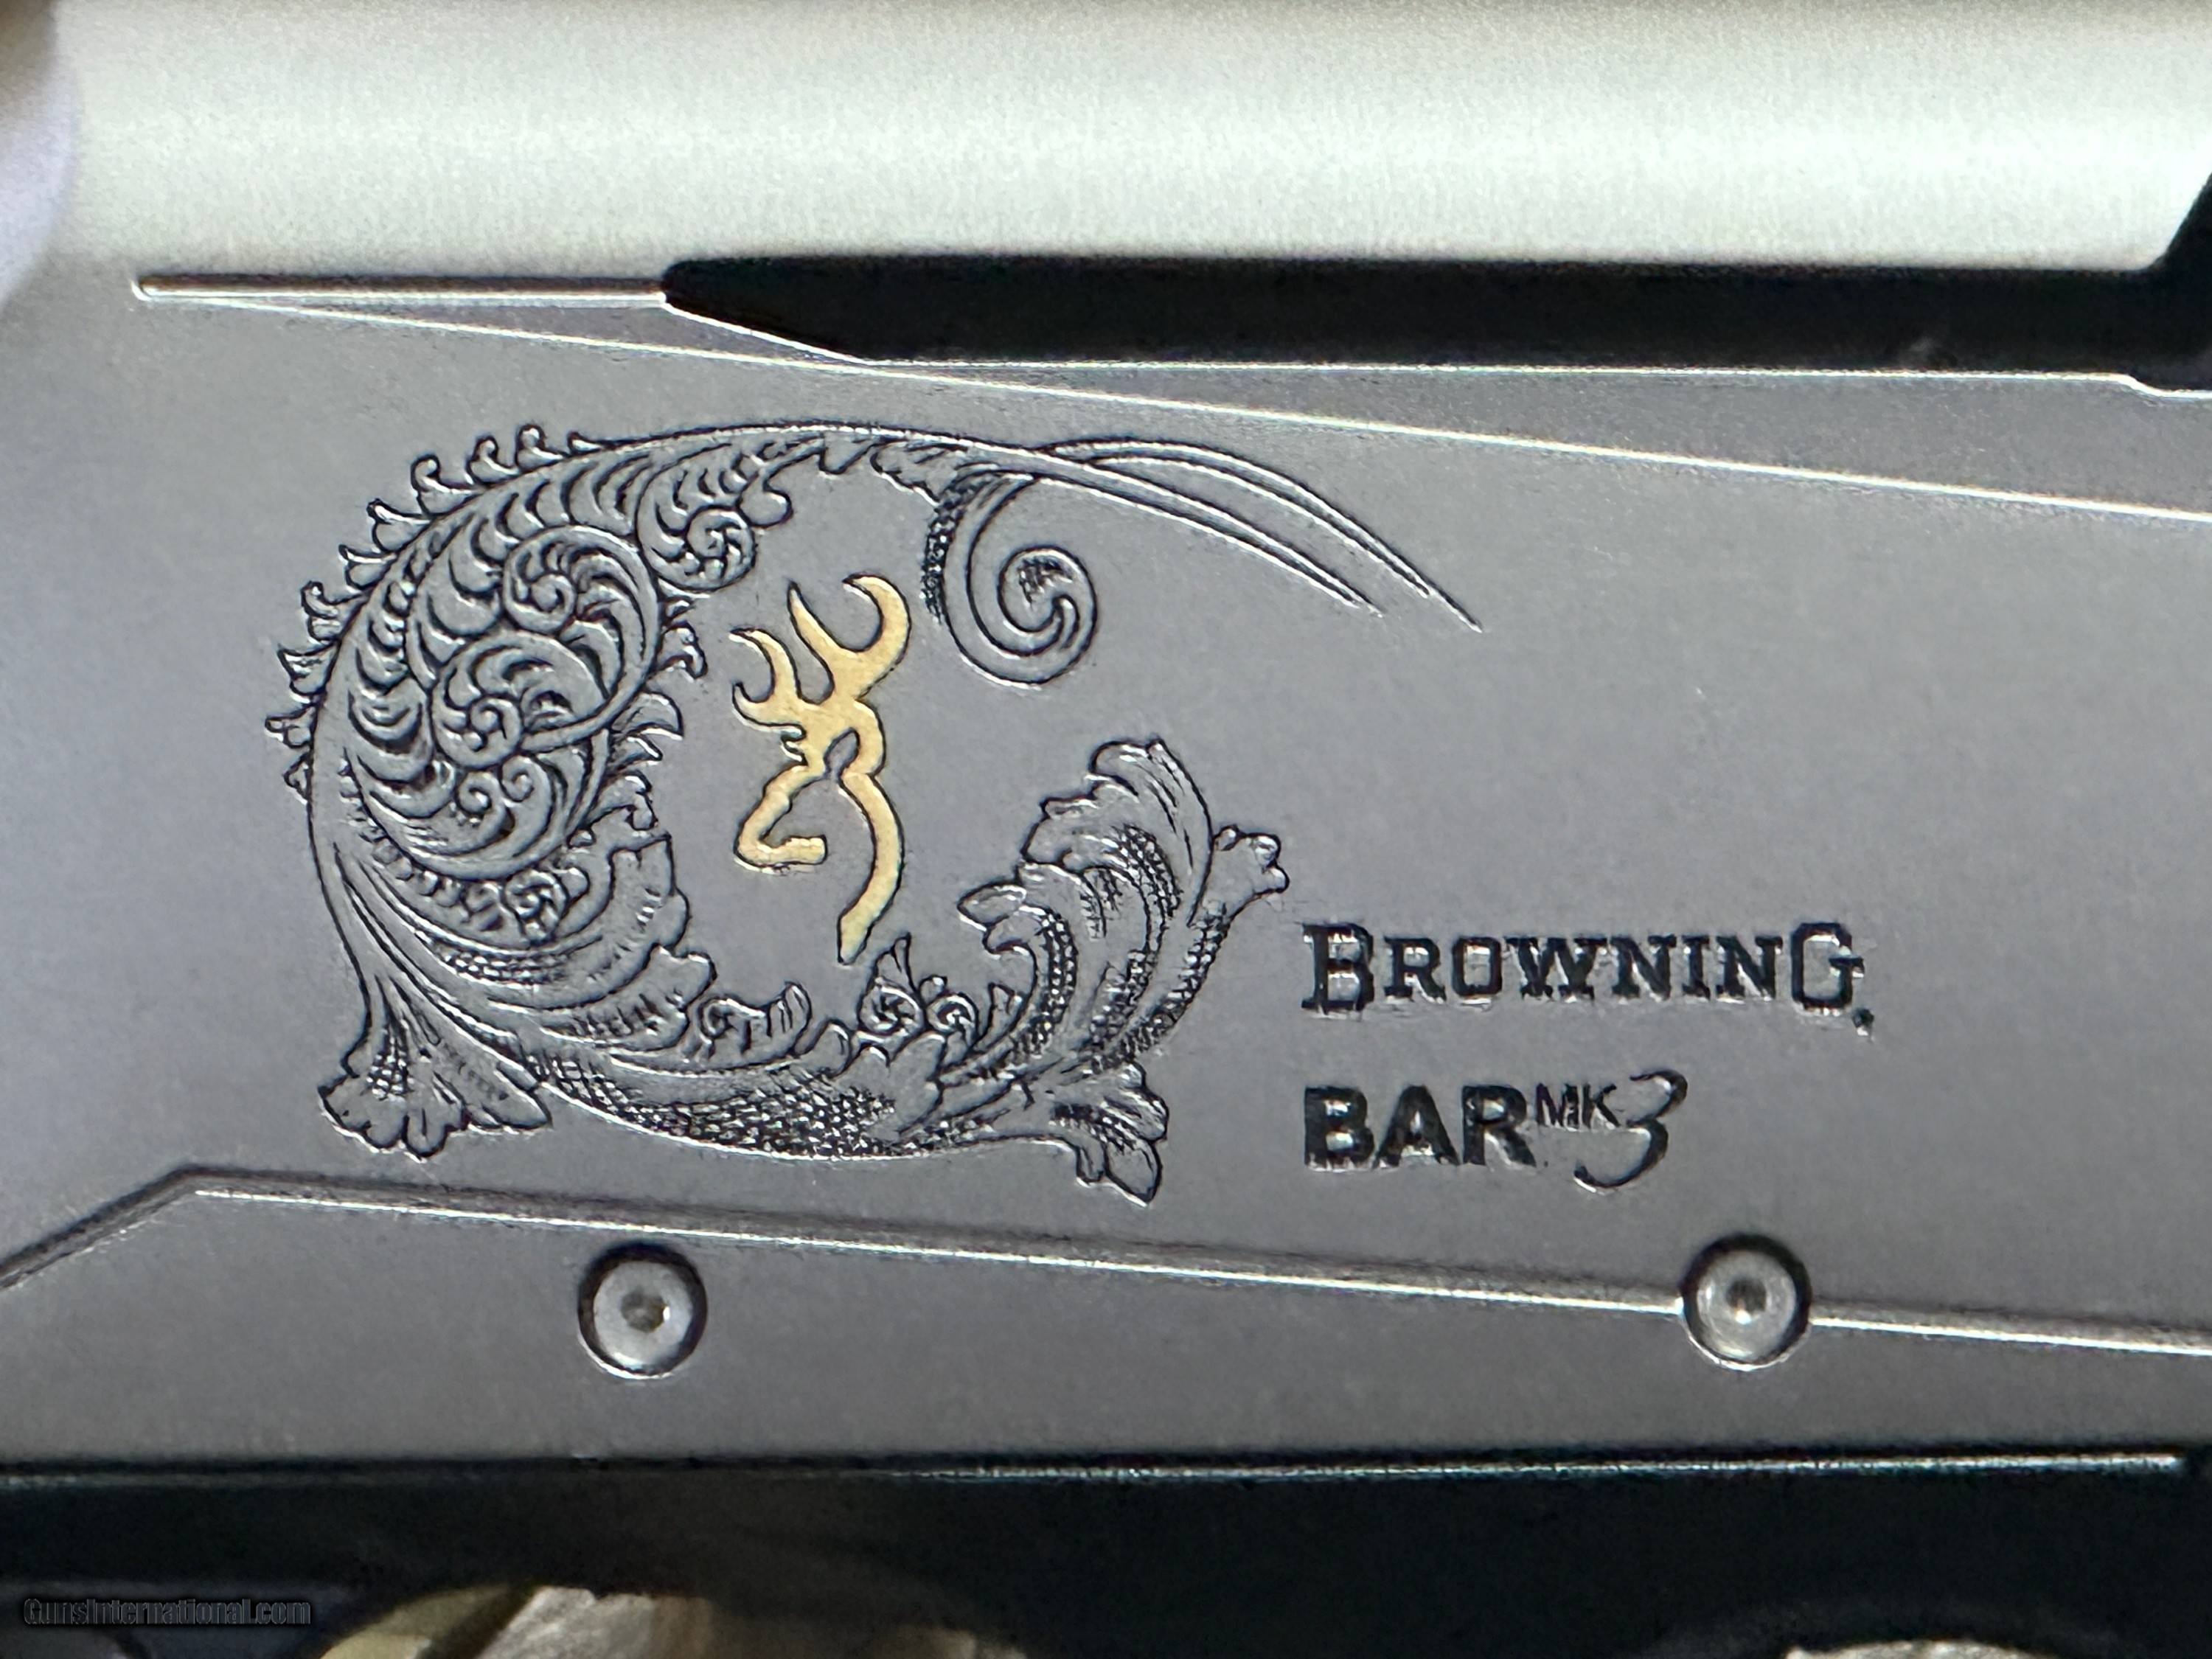 BROWNING.
BAR MK 3
GunsInternational.com